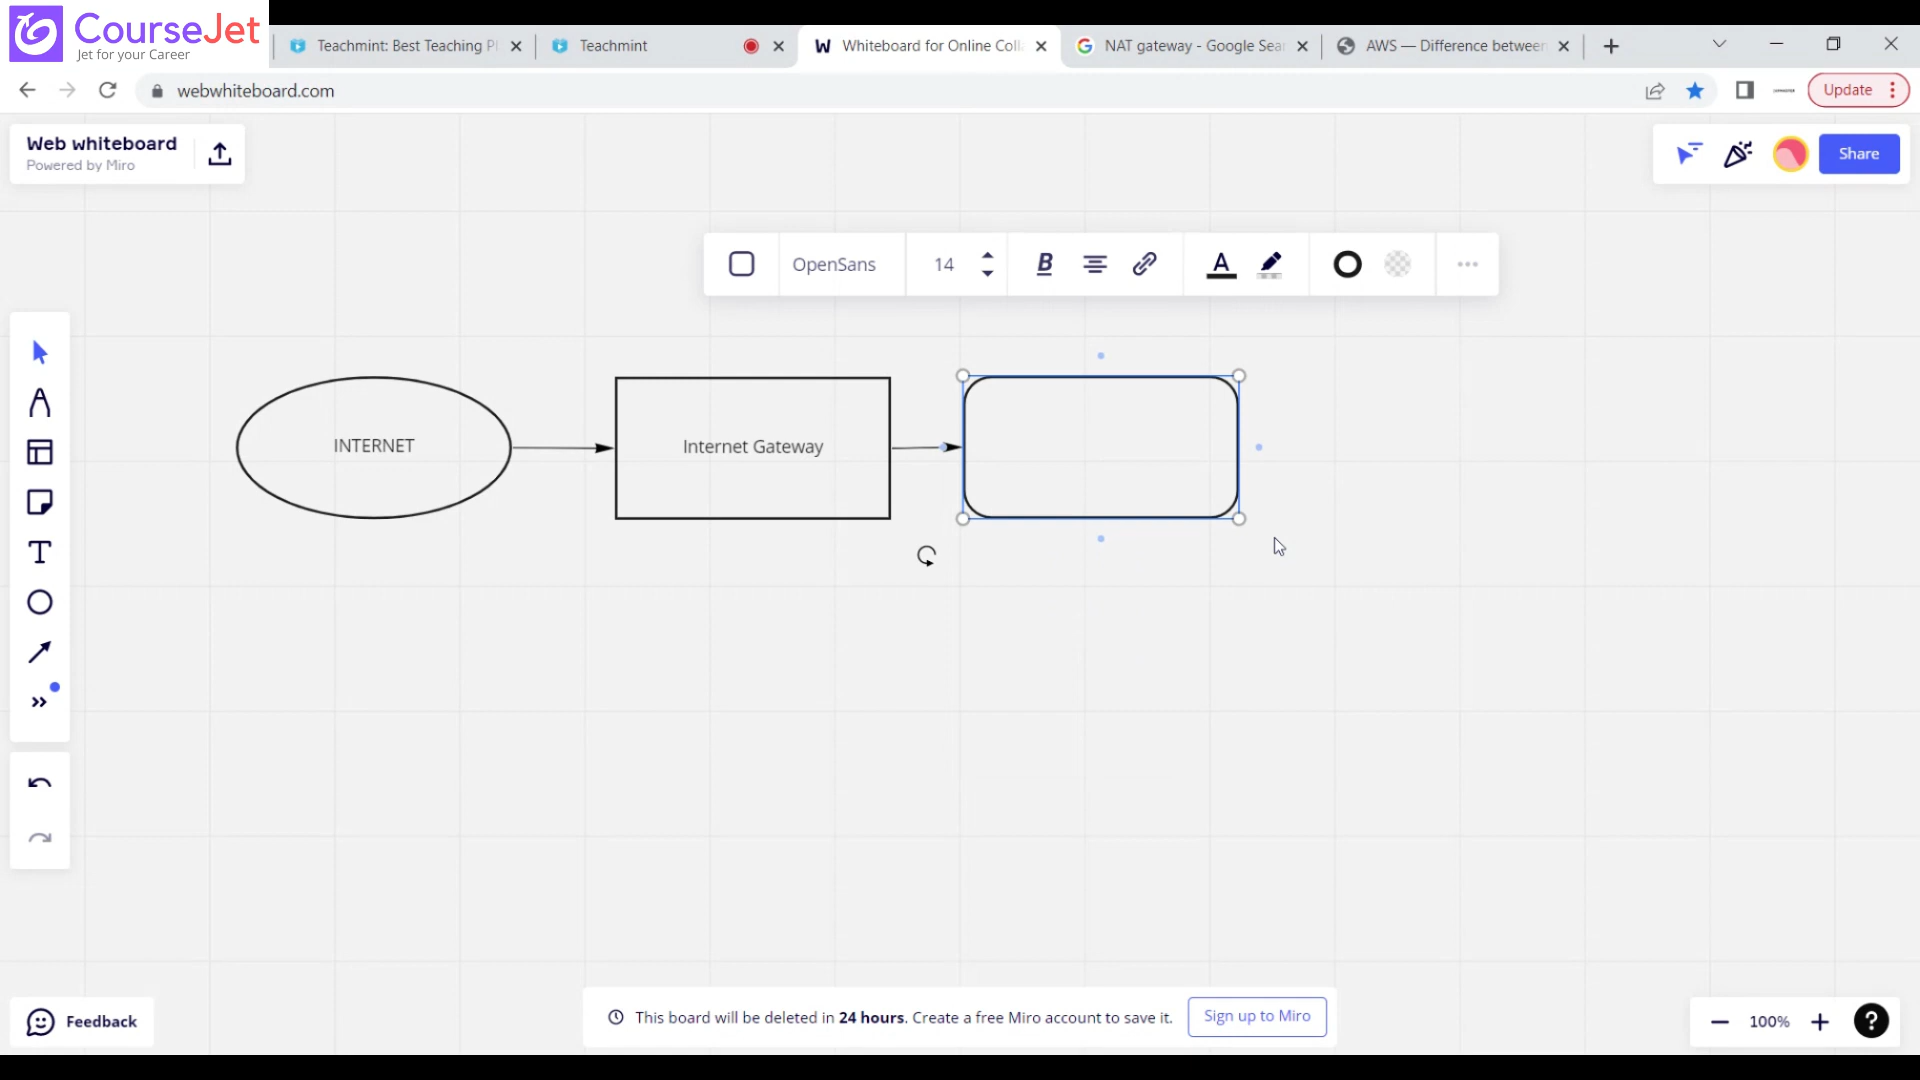 CourseJet
Jet for your Career
Teachmint: Best Teaching Pl
Teachmint
Whiteboard for Online Colla
NAT gateway - Google Sear
AWS — Difference between
webwhiteboard.com
Update
Web whiteboard
Powered by Miro
Share
OpenSans
14
B
A
INTERNET
Internet Gateway
This board will be deleted in 24 hours. Create a free Miro account to save it.
Sign up to Miro
Feedback
100%
?